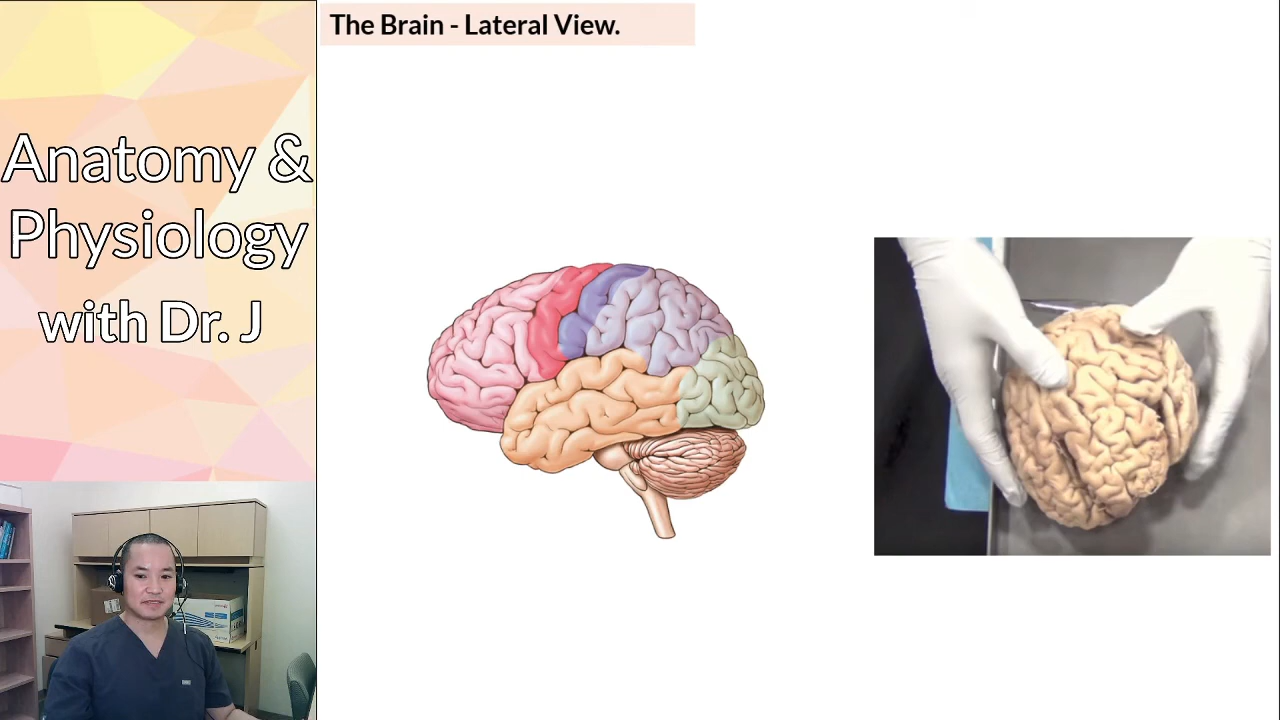 The Brain - Lateral View.
Anatomy &
Physiology
with Dr. J